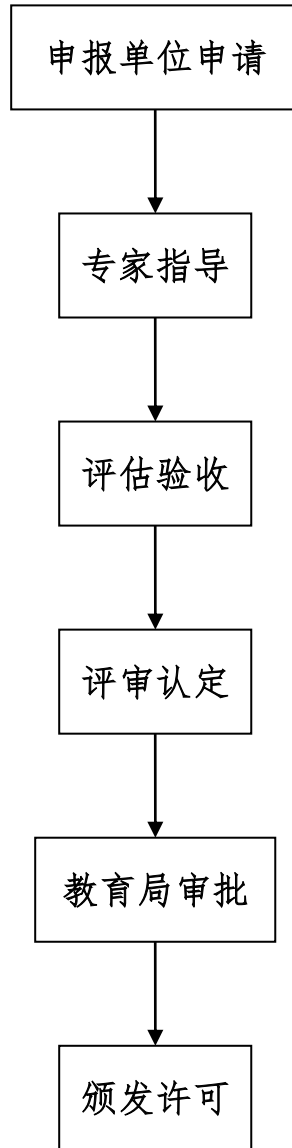 申报单位申请
专家指导
评估验收
评审认定
教育局审批
颁发许可